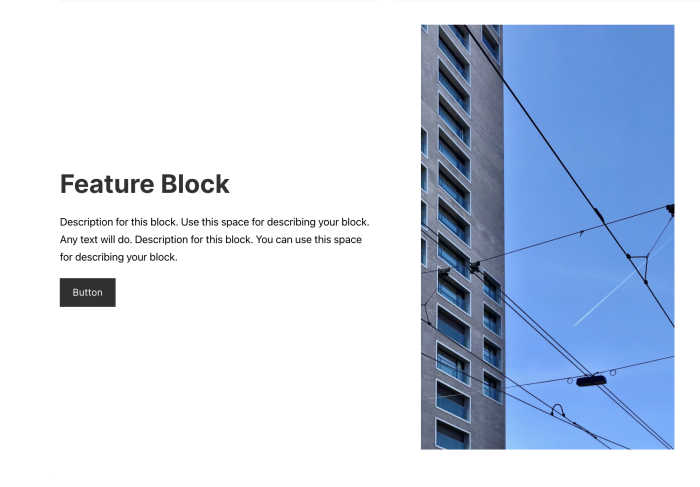 Feature Block
Description for this block. Use this space for describing your block.
Any text will do. Description for this block. You can use this space
for describing your block.
Button